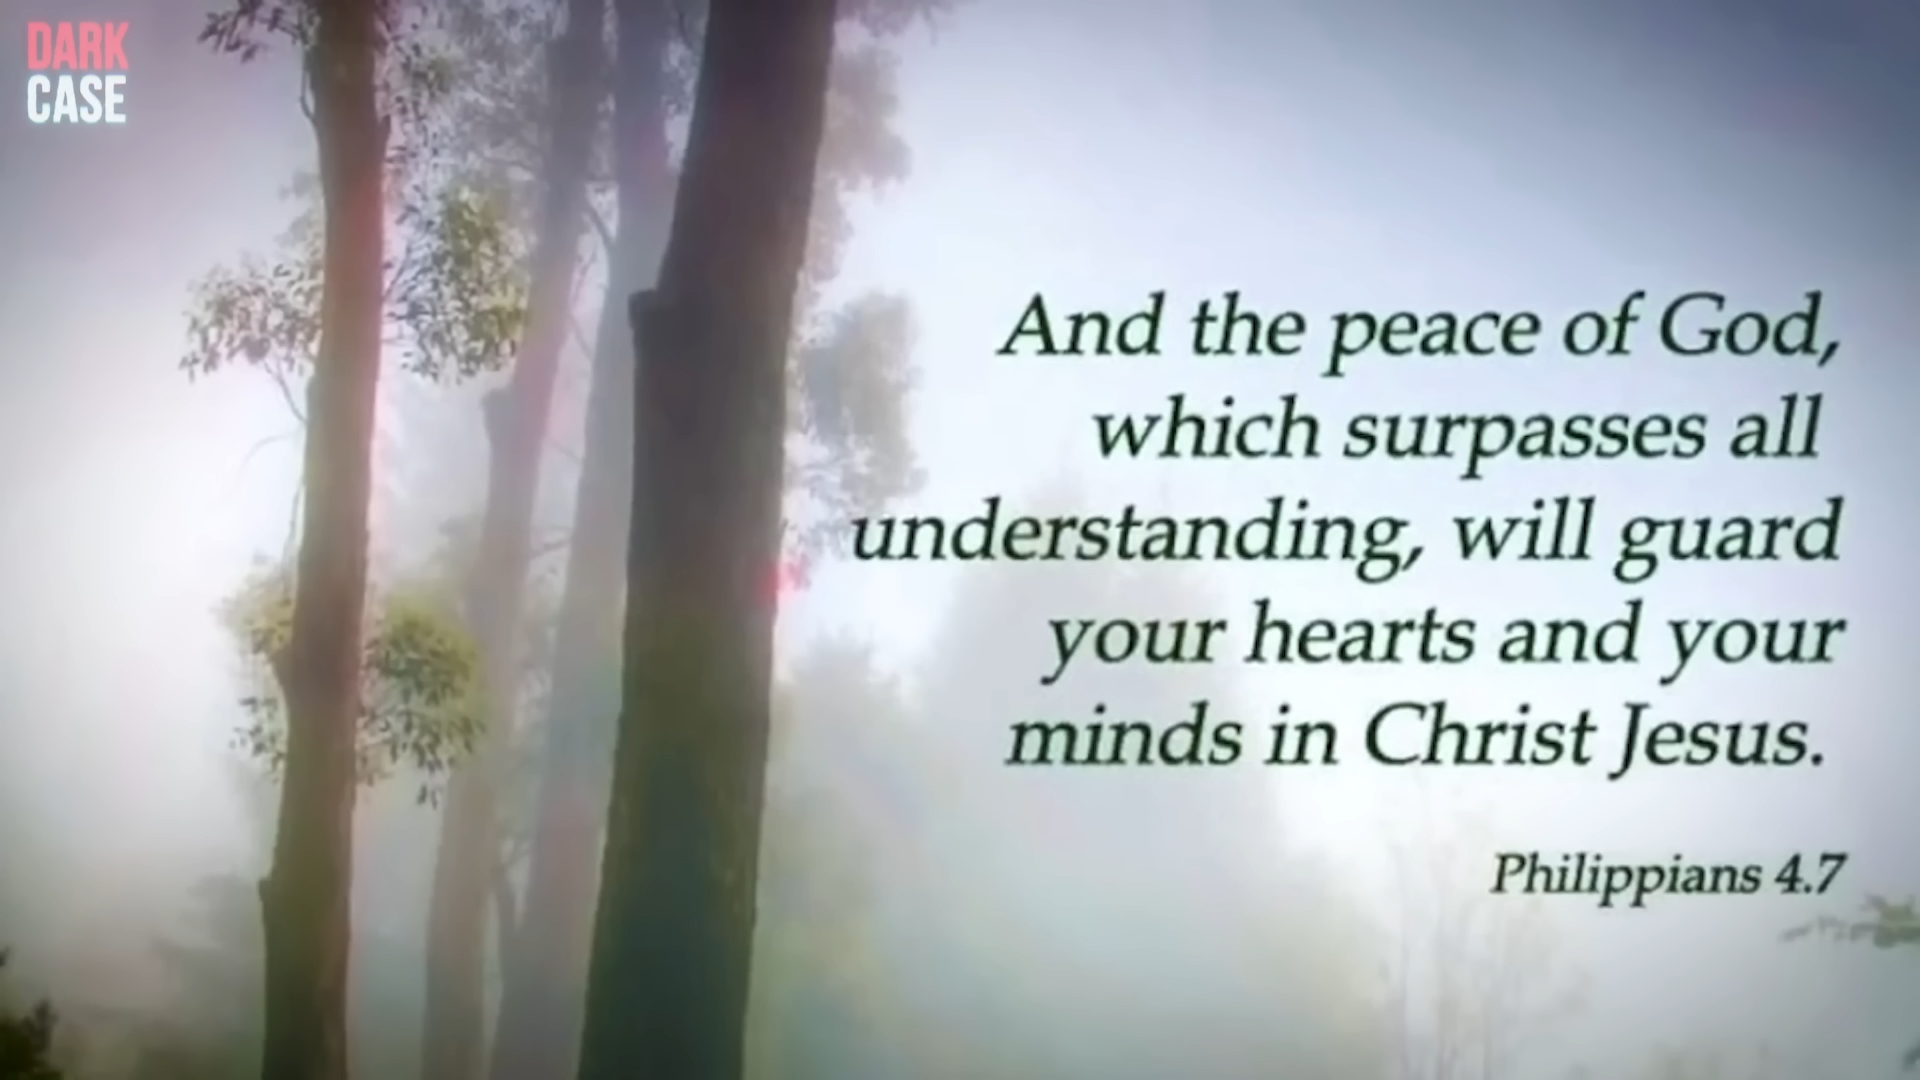 DARK
CASE
And the peace of God,
which surpasses all
understanding, will guard
your hearts and your
minds in Christ Jesus.
Philippians 4.7